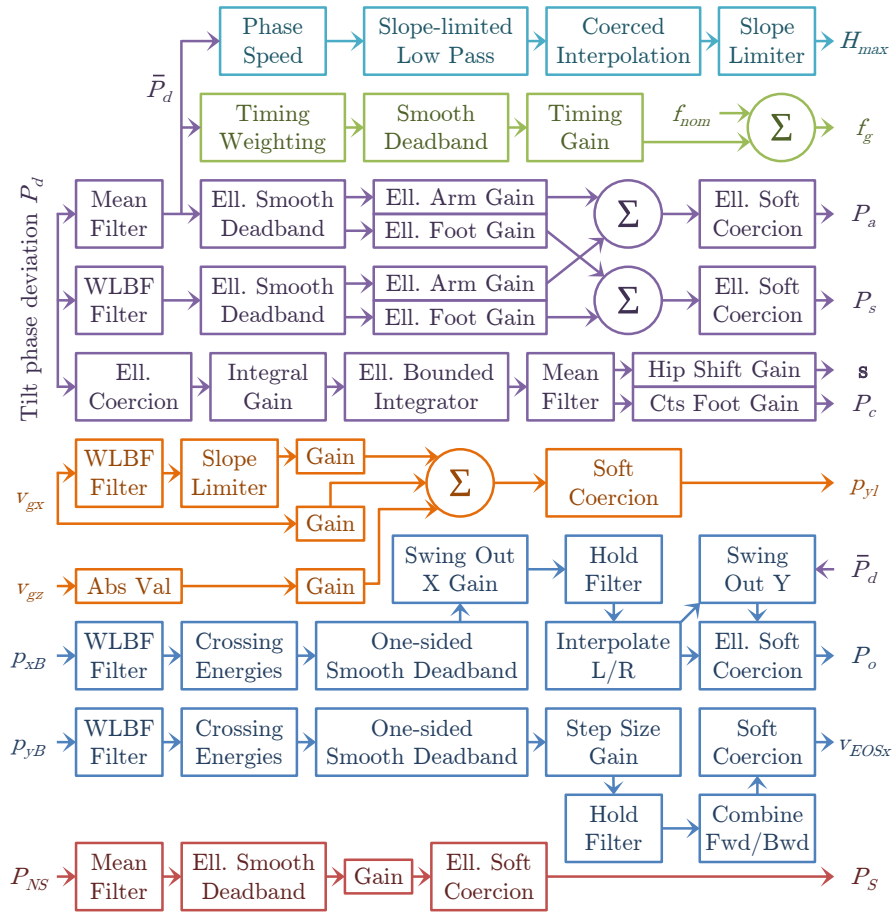 Phase
Speed
Slope-limited
Low Pass
Coerced
Interpolation
Slope
Limiter
H_max
P̄_d
Timing
Weighting
Smooth
Deadband
Timing
Gain
f_nom
Σ
f_g
Tilt phase deviation P_d
Mean
Filter
Ell. Smooth
Deadband
Ell. Arm Gain
Ell. Foot Gain
Σ
Ell. Soft
Coercion
P_a
WLBF
Filter
Ell. Smooth
Deadband
Ell. Arm Gain
Ell. Foot Gain
Σ
Ell. Soft
Coercion
P_s
Ell.
Coercion
Integral
Gain
Ell. Bounded
Integrator
Mean
Filter
Hip Shift Gain
Cts Foot Gain
s
P_c
v_gx
WLBF
Filter
Slope
Limiter
Gain
Gain
Σ
Soft
Coercion
p_yl
v_gz
Abs Val
Gain
Swing Out
X Gain
Hold
Filter
Swing
Out Y
P̄_d
p_xB
WLBF
Filter
Crossing
Energies
One-sided
Smooth Deadband
Interpolate
L/R
Ell. Soft
Coercion
P_o
p_yB
WLBF
Filter
Crossing
Energies
One-sided
Smooth Deadband
Step Size
Gain
Soft
Coercion
v_EOSx
Hold
Filter
Combine
Fwd/Bwd
P_NS
Mean
Filter
Ell. Smooth
Deadband
Gain
Ell. Soft
Coercion
P_S